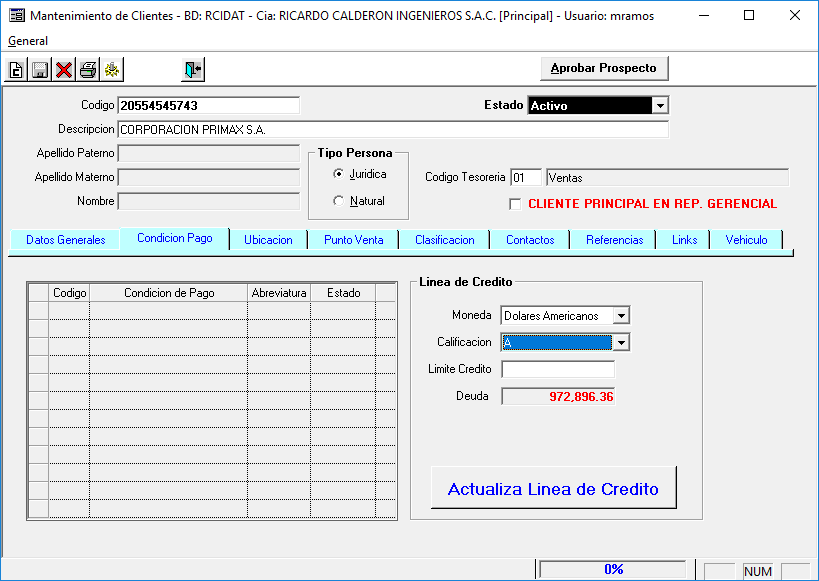 Mantenimiento de Clientes - BD: RCIDAT - Cia: RICARDO CALDERON INGENIEROS S.A.C. [Principal] - Usuario: mramos
General
Aprobar Prospecto
Codigo 20554545743 Estado Activo
Descripcion CORPORACION PRIMAX S.A.
Apellido Paterno Tipo Persona
Apellido Materno Juridica Codigo Tesoreria 01 Ventas
Nombre Natural CLIENTE PRINCIPAL EN REP. GERENCIAL
Datos Generales Condicion Pago Ubicacion Punto Venta Clasificacion Contactos Referencias Links Vehiculo
Codigo Condicion de Pago Abreviatura Estado
Linea de Credito
Moneda Dolares Americanos
Calificacion A
Limite Credito
Deuda 972,896.36
Actualiza Linea de Credito
0% NUM